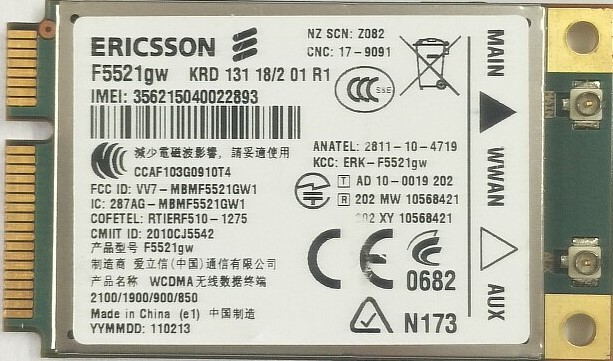 ERICSSON
F5521gw KRD 131 18/2 01 R1
IMEI: 356215040022893
減少電磁波影響，請妥適使用
CCAF103G0910T4
FCC ID: VV7-MBMF5521GW1
IC: 287AG-MBMF5521GW1
COFETEL: RTIERF510-1275
CMIIT ID: 2010CJ5542
产品型号 F5521gw
制造商 爱立信(中国)通信有限公司
产品名称 WCDMA无线数据终端
2100/1900/900/850
Made in China (e1) 中国制造
YYMMDD: 110213
NZ SCN: Z082
CNC: 17-9091
CCC S&E
ANATEL: 2811-10-4719
KCC: ERK-F5521gw
T AD 10-0019 202
R 202 MW 10568421
202 XY 10568421
CE 0682
N173
MAIN
WWAN
AUX